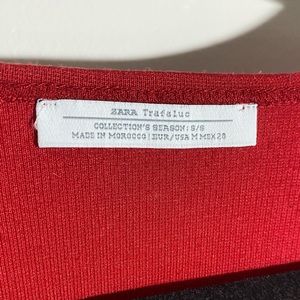 ZARA Trafaluc
COLLECTION'S SEASON: S/S
MADE IN MOROCCO | EUR/USA M MEX 28